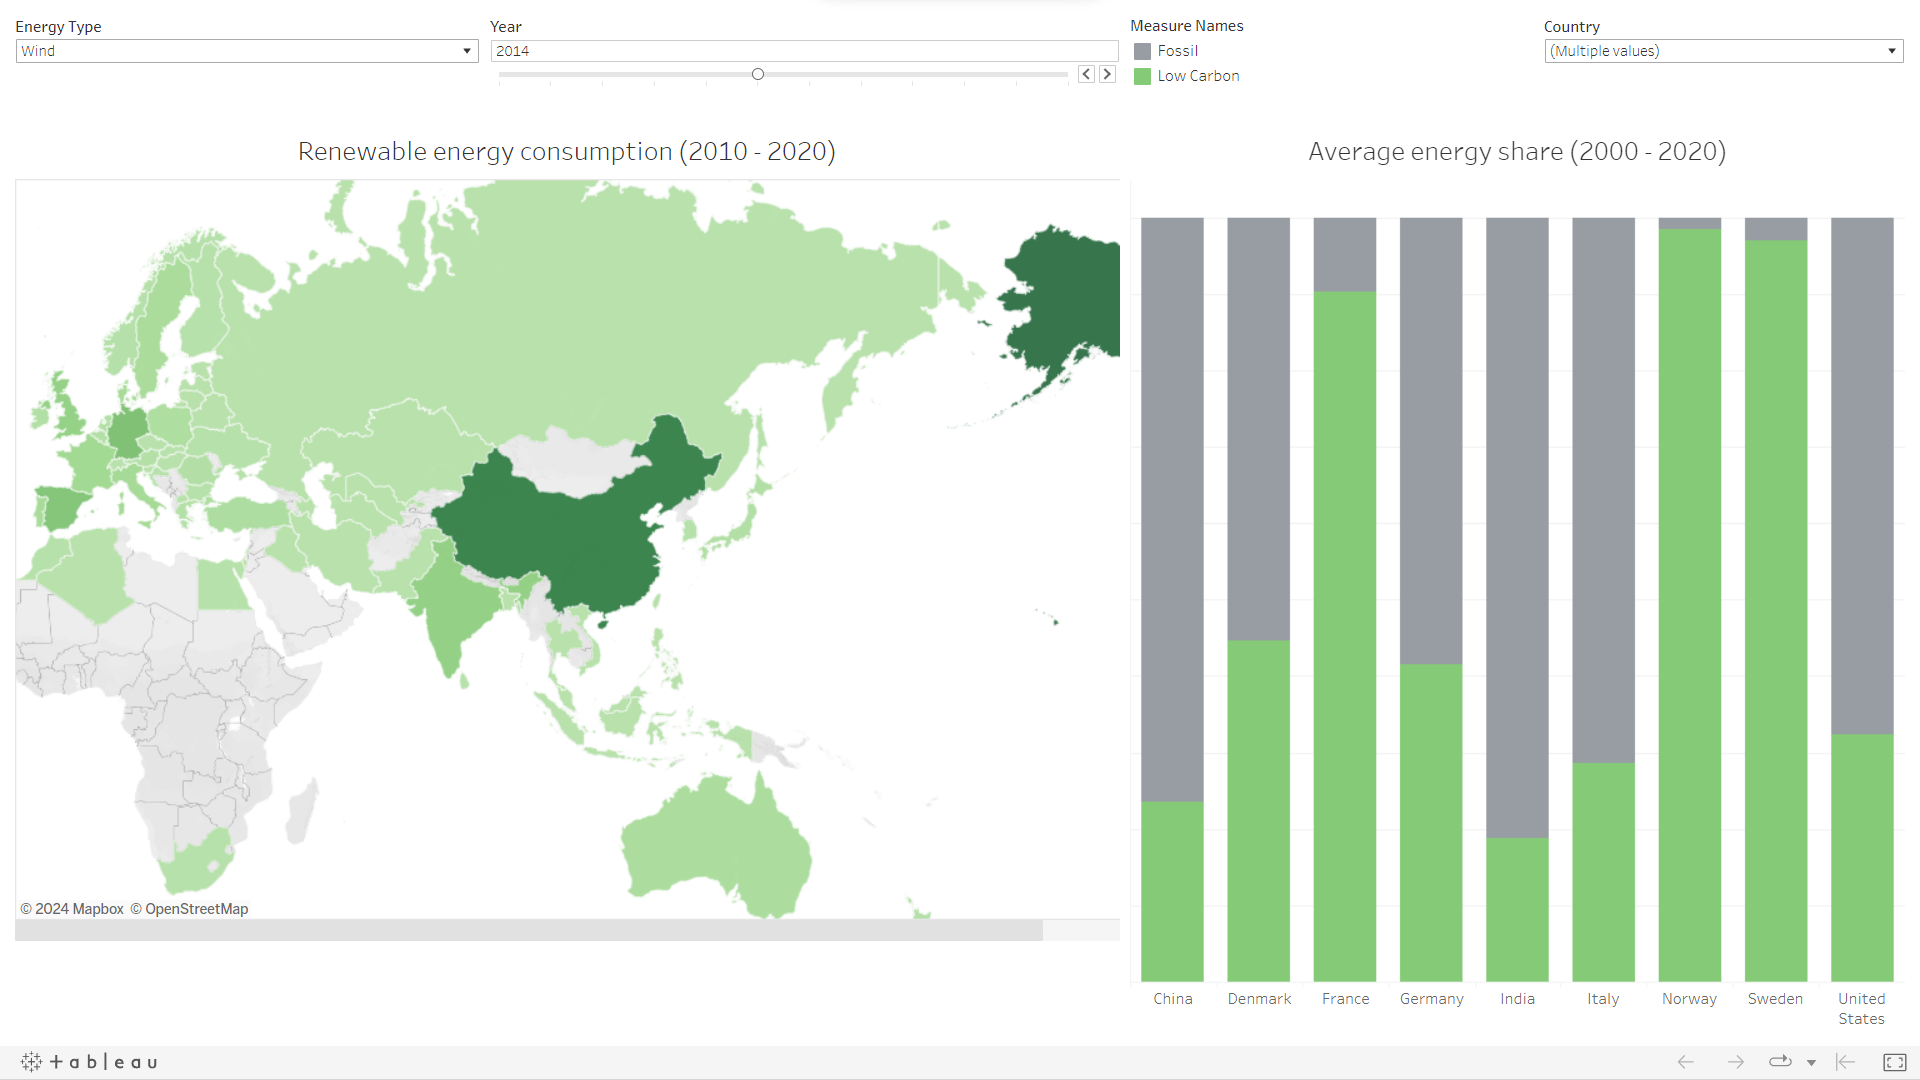 Energy Type
Wind
Year
2014
Measure Names
Fossil
Low Carbon
Country
(Multiple values)
Renewable energy consumption (2010 - 2020)
Average energy share (2000 - 2020)
© 2024 Mapbox © OpenStreetMap
China
Denmark
France
Germany
India
Italy
Norway
Sweden
United
States
+ableau